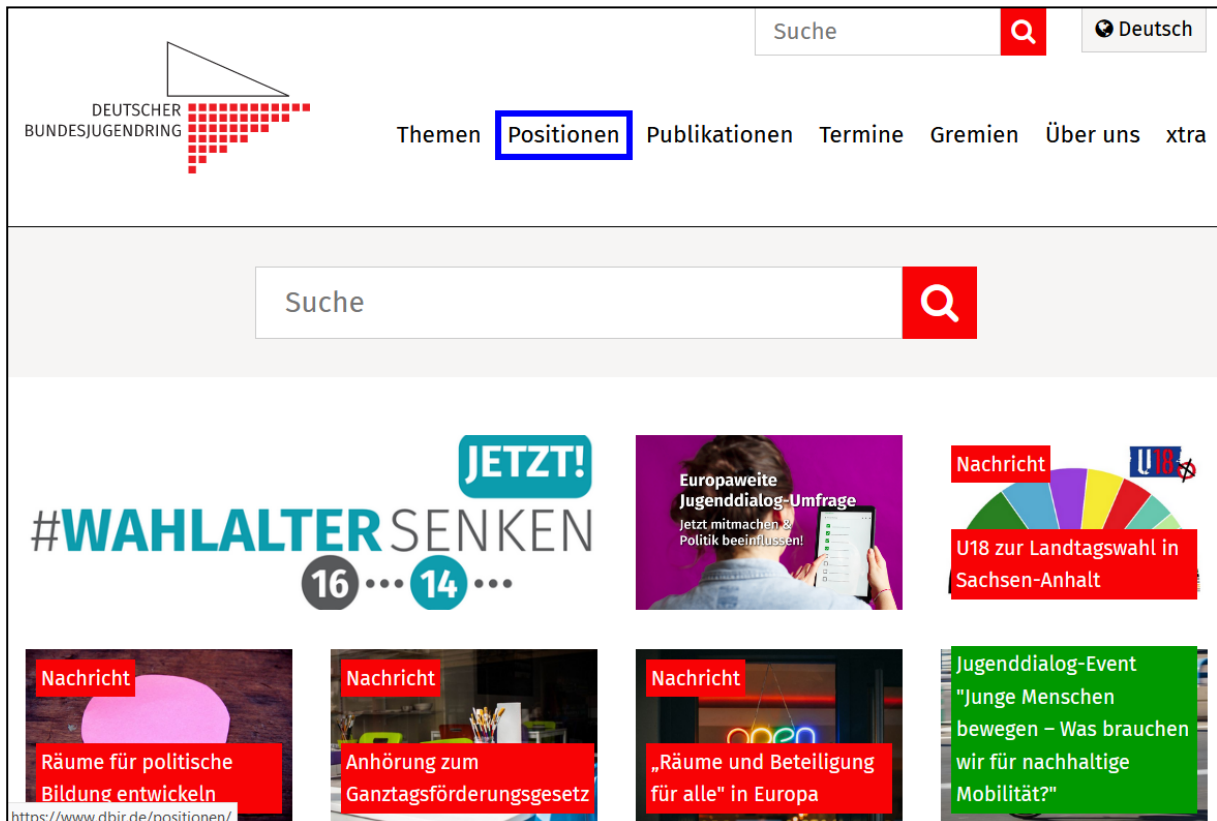 Suche
Deutsch
DEUTSCHER
BUNDESJUGENDRING
Themen Positionen Publikationen Termine Gremien Über uns xtra
Suche
JETZT!
#WAHLALTERSENKEN
16 ••• 14 •••
Europaweite
Jugenddialog-Umfrage
Jetzt mitmachen &
Politik beeinflussen!
Nachricht
U18
U18 zur Landtagswahl in
Sachsen-Anhalt
Nachricht
Räume für politische
Bildung entwickeln
Nachricht
Anhörung zum
Ganztagsförderungsgesetz
Nachricht
open
„Räume und Beteiligung
für alle" in Europa
Jugenddialog-Event
"Junge Menschen
bewegen – Was brauchen
wir für nachhaltige
Mobilität?"
https://www.dbjr.de/positionen/